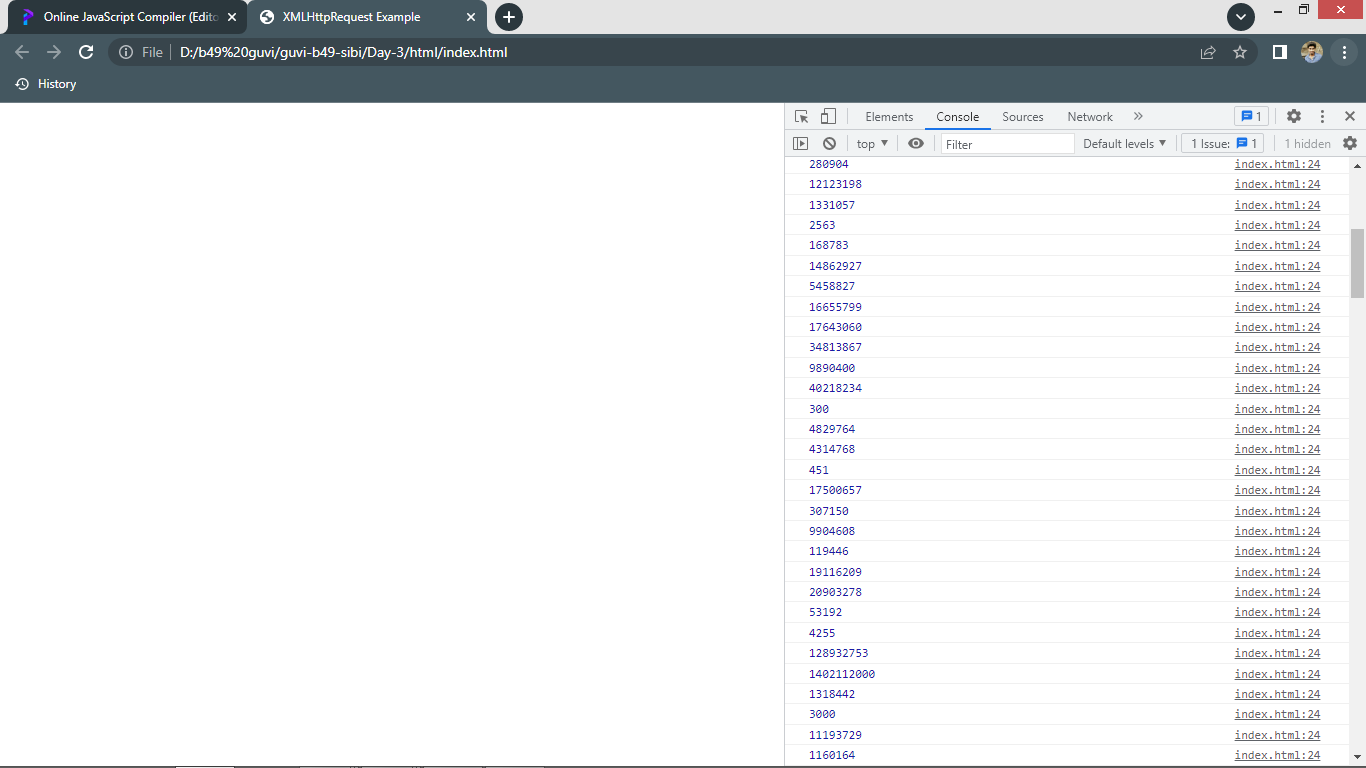 Online JavaScript Compiler (Edito
XMLHttpRequest Example
File D:/b49%20guvi/guvi-b49-sibi/Day-3/html/index.html
History
Elements Console Sources Network » 1
top ▼ Filter Default levels ▼ 1 Issue: 1 1 hidden
280904 index.html:24
12123198 index.html:24
1331057 index.html:24
2563 index.html:24
168783 index.html:24
14862927 index.html:24
5458827 index.html:24
16655799 index.html:24
17643060 index.html:24
34813867 index.html:24
9890400 index.html:24
40218234 index.html:24
300 index.html:24
4829764 index.html:24
4314768 index.html:24
451 index.html:24
17500657 index.html:24
307150 index.html:24
9904608 index.html:24
119446 index.html:24
19116209 index.html:24
20903278 index.html:24
53192 index.html:24
4255 index.html:24
128932753 index.html:24
1402112000 index.html:24
1318442 index.html:24
3000 index.html:24
11193729 index.html:24
1160164 index.html:24